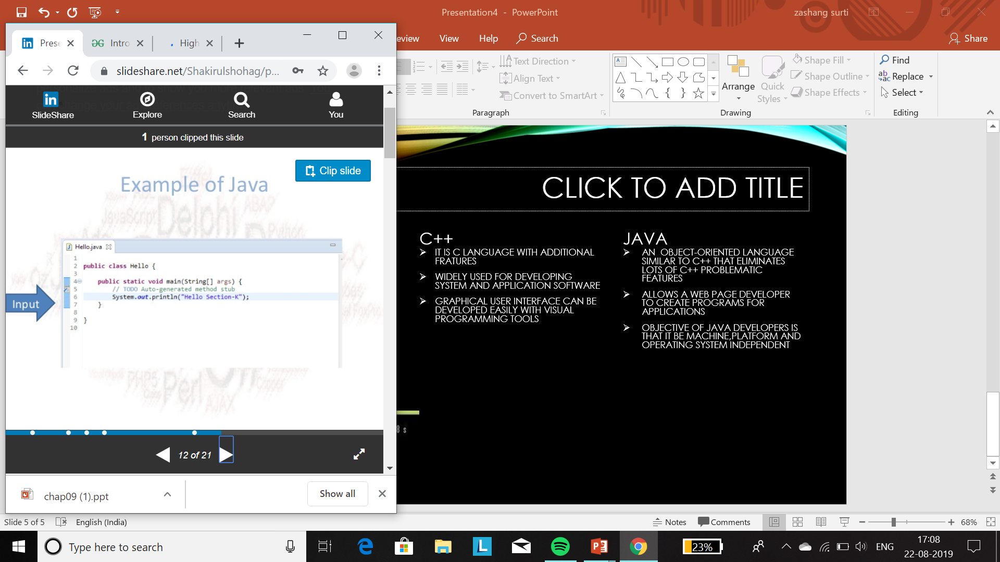 Presentation4 - PowerPoint
zashang surti
Prese
Intro
High
eview
View
Help
Search
Share
slideshare.net/Shakirulshohag/p...
Text Direction
Align Text
Convert to SmartArt
Paragraph
Arrange
Quick
Styles
Shape Fill
Shape Outline
Shape Effects
Drawing
Find
Replace
Select
Editing
SlideShare
Explore
Search
You
1 person clipped this slide
Clip slide
Example of Java
JavaScript
Delphi
ABAP
Python
Hello.java
1
2 public class Hello {
3
4 public static void main(String[] args) {
5 // TODO Auto-generated method stub
6 System.out.println("Hello Section-K");
7 }
8
9 }
10
Input
PHP5
Perl
AJAX
12 of 21
chap09 (1).ppt
Show all
CLICK TO ADD TITLE
C++
IT IS C LANGUAGE WITH ADDITIONAL
FRATURES
WIDELY USED FOR DEVELOPING
SYSTEM AND APPLICATION SOFTWARE
GRAPHICAL USER INTERFACE CAN BE
DEVELOPED EASILY WITH VISUAL
PROGRAMMING TOOLS
JAVA
AN OBJECT-ORIENTED LANGUAGE
SIMILAR TO C++ THAT ELIMINATES
LOTS OF C++ PROBLEMATIC
FEATURES
ALLOWS A WEB PAGE DEVELOPER
TO CREATE PROGRAMS FOR
APPLICATIONS
OBJECTIVE OF JAVA DEVELOPERS IS
THAT IT BE MACHINE,PLATFORM AND
OPERATING SYSTEM INDEPENDENT
8 s
Slide 5 of 5
English (India)
Notes
Comments
68%
Type here to search
23%
ENG
17:08
22-08-2019